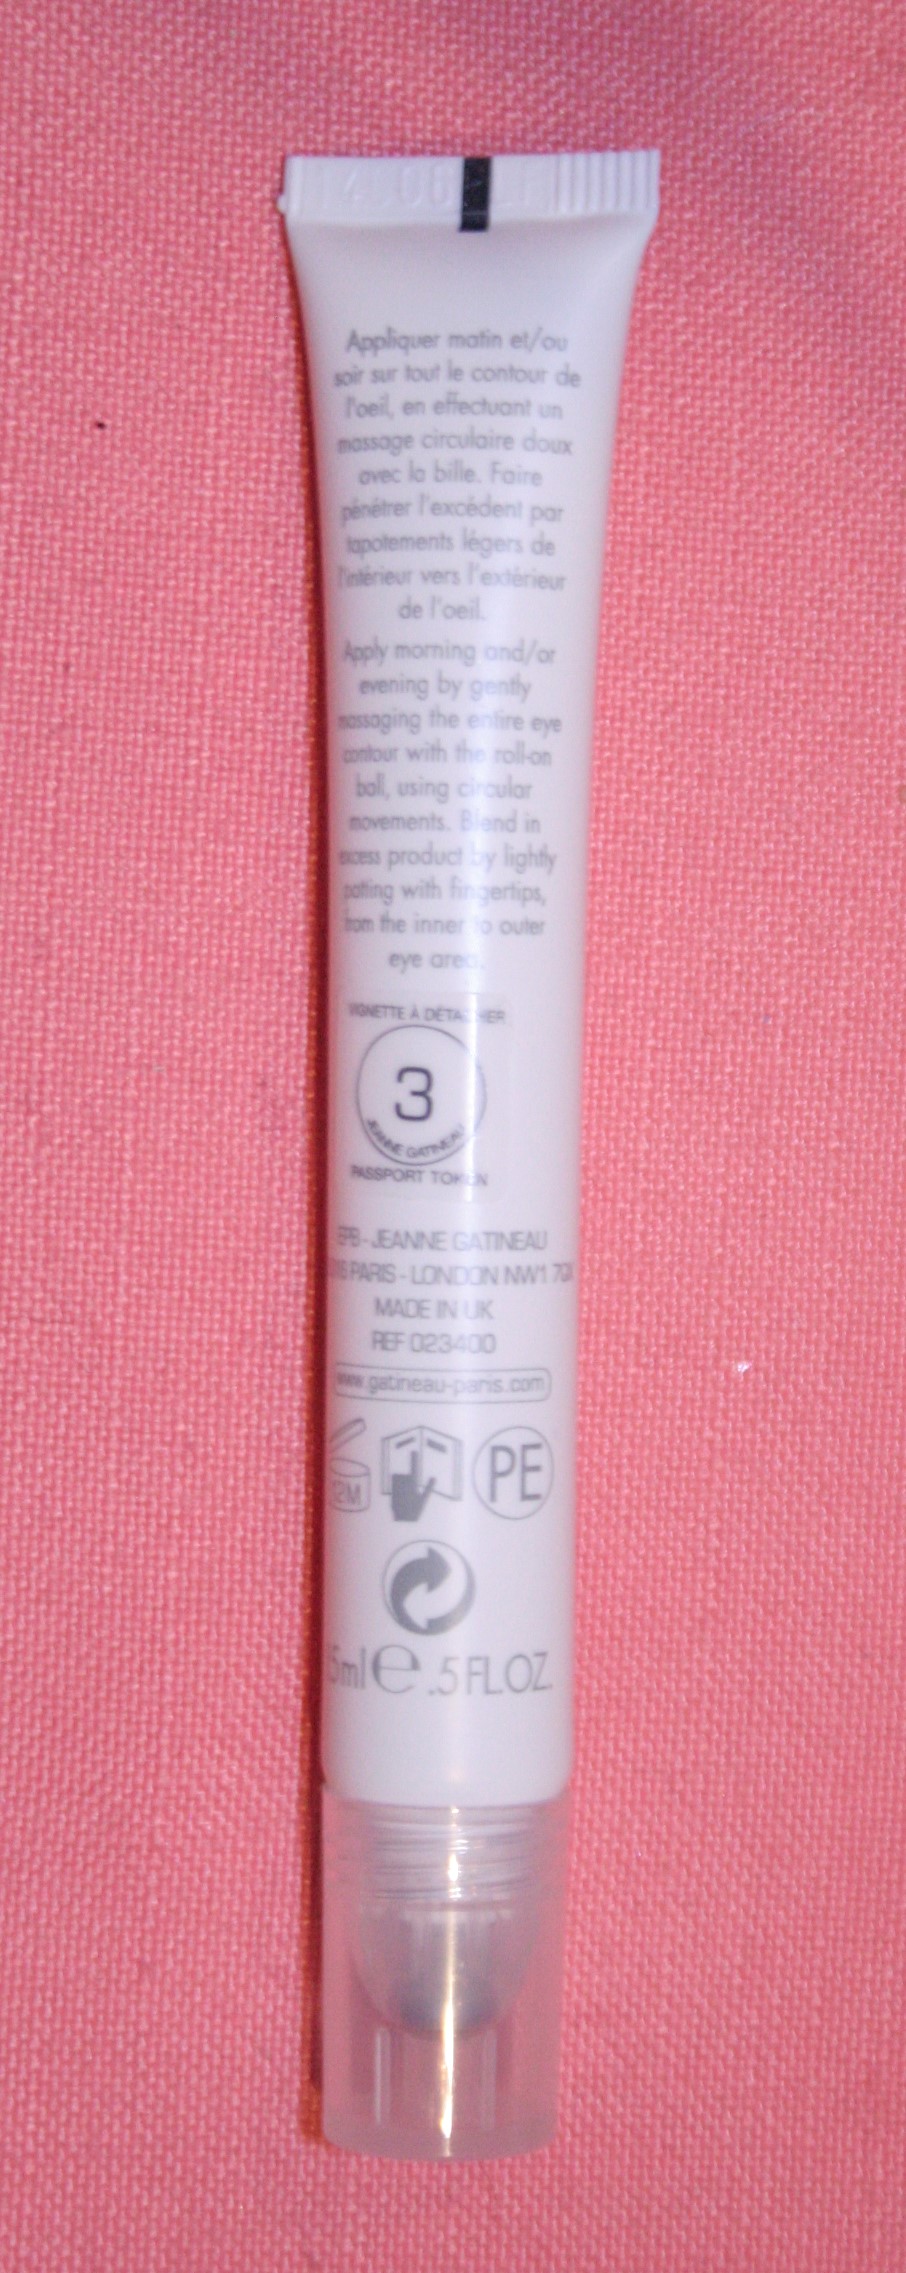 Appliquer matin et/ou
soir sur tout le contour de
l'oeil, en effectuant un
massage circulaire doux
avec la bille. Faire
pénétrer l'excédent par
tapotements légers de
l'intérieur vers l'extérieur
de l'oeil.
Apply morning and/or
evening by gently
massaging the entire eye
contour with the roll-on
ball, using circular
movements. Blend in
excess product by lightly
patting with fingertips,
from the inner to outer
eye area.
VIGNETTE À DÉTACHER
3
JEANNE GATINEAU
PASSPORT TOKEN
EPB - JEANNE GATINEAU
PARIS - LONDON NW1
MADE IN UK
REF 023400
www.gatineau-paris.com
12M
PE
15ml e .5 FL.OZ.